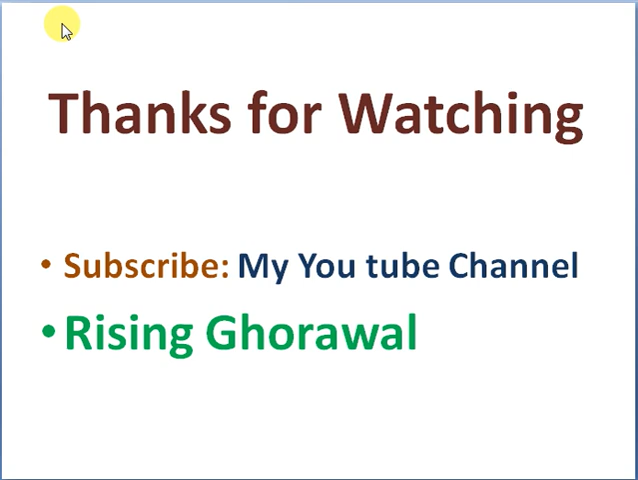 Thanks for Watching
• Subscribe: My You tube Channel
• Rising Ghorawal